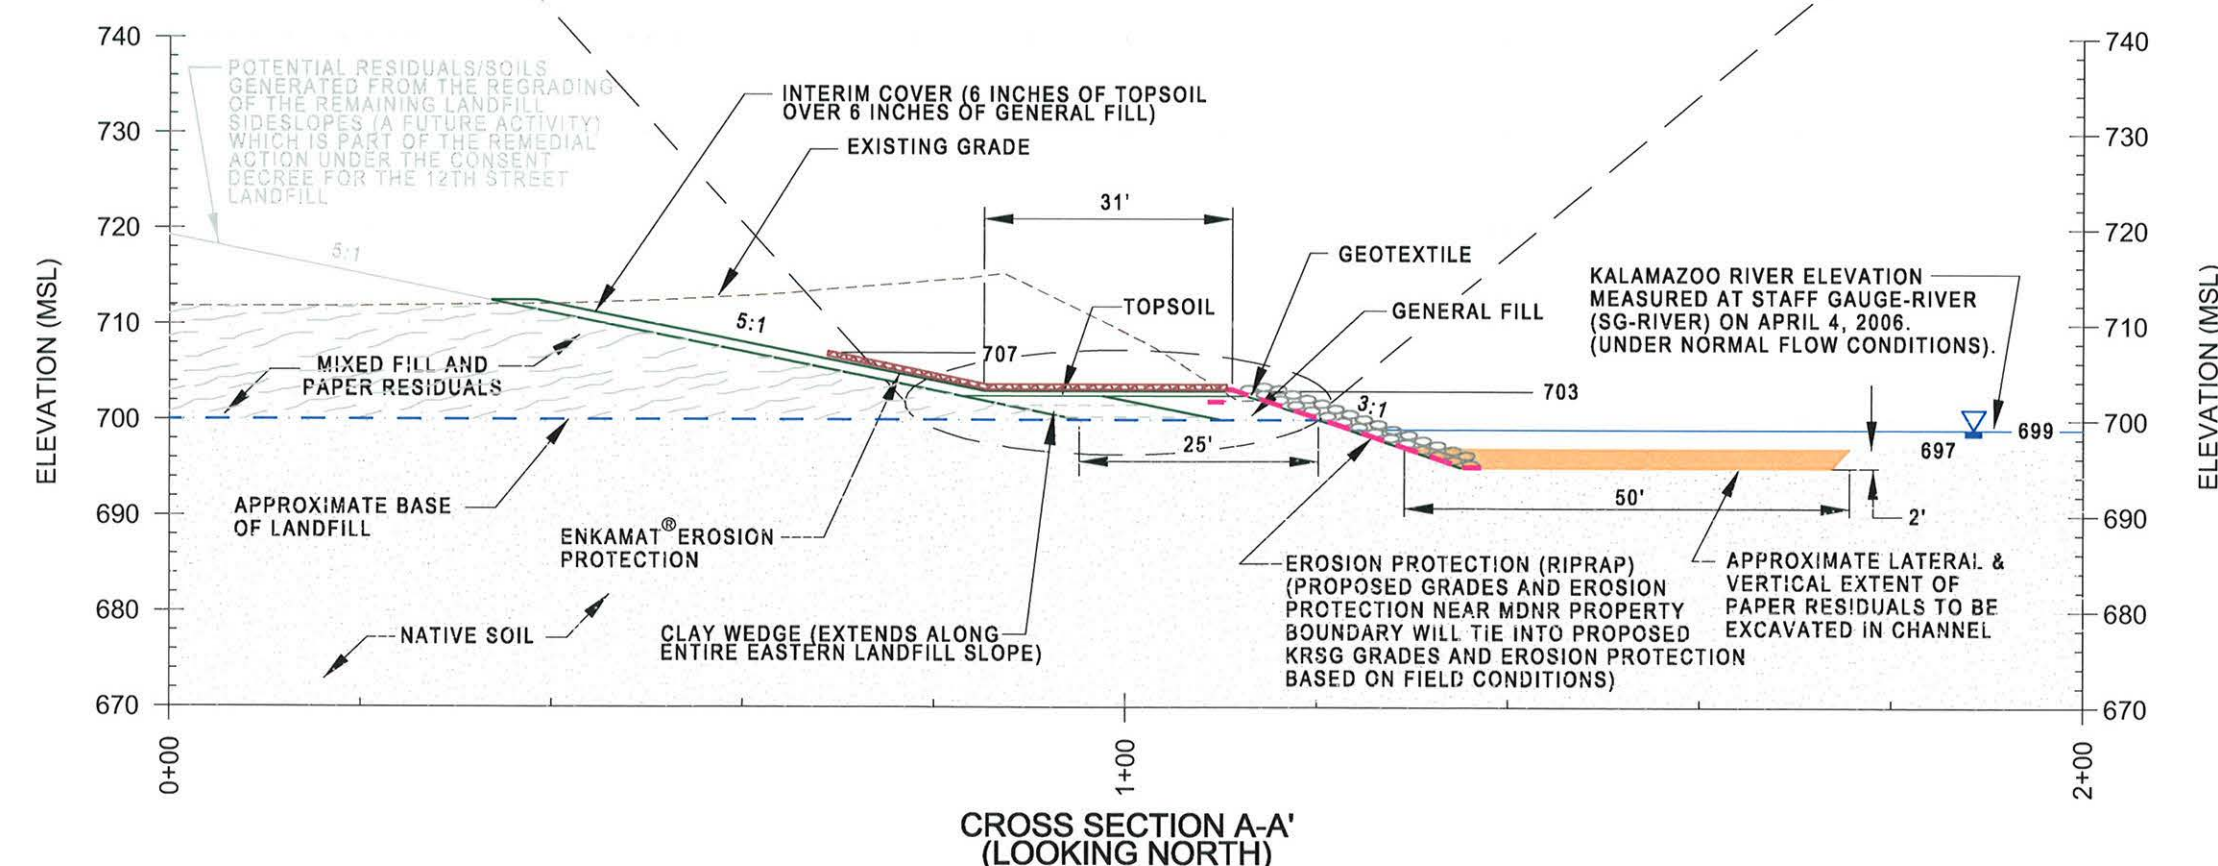 740
730
720
710
700
690
680
670
ELEVATION (MSL)
POTENTIAL RESIDUALS/SOILS
GENERATED FROM THE REGRADING
OF THE REMAINING LANDFILL
SIDESLOPES (A FUTURE ACTIVITY)
WHICH IS PART OF THE REMEDIAL
ACTION UNDER THE CONSENT
DECREE FOR THE 12TH STREET
LANDFILL
5:1
INTERIM COVER (6 INCHES OF TOPSOIL
OVER 6 INCHES OF GENERAL FILL)
EXISTING GRADE
31'
GEOTEXTILE
TOPSOIL
GENERAL FILL
5:1
707
703
3:1
KALAMAZOO RIVER ELEVATION
MEASURED AT STAFF GAUGE-RIVER
(SG-RIVER) ON APRIL 4, 2006.
(UNDER NORMAL FLOW CONDITIONS).
699
697
MIXED FILL AND
PAPER RESIDUALS
25'
50'
2'
APPROXIMATE BASE
OF LANDFILL
ENKAMAT® EROSION
PROTECTION
NATIVE SOIL
CLAY WEDGE (EXTENDS ALONG
ENTIRE EASTERN LANDFILL SLOPE)
EROSION PROTECTION (RIPRAP)
(PROPOSED GRADES AND EROSION
PROTECTION NEAR MDNR PROPERTY
BOUNDARY WILL TIE INTO PROPOSED
KRSG GRADES AND EROSION PROTECTION
BASED ON FIELD CONDITIONS)
APPROXIMATE LATERAL &
VERTICAL EXTENT OF
PAPER RESIDUALS TO BE
EXCAVATED IN CHANNEL
740
730
720
710
700
690
680
670
ELEVATION (MSL)
0+00
1+00
2+00
CROSS SECTION A-A'
(LOOKING NORTH)